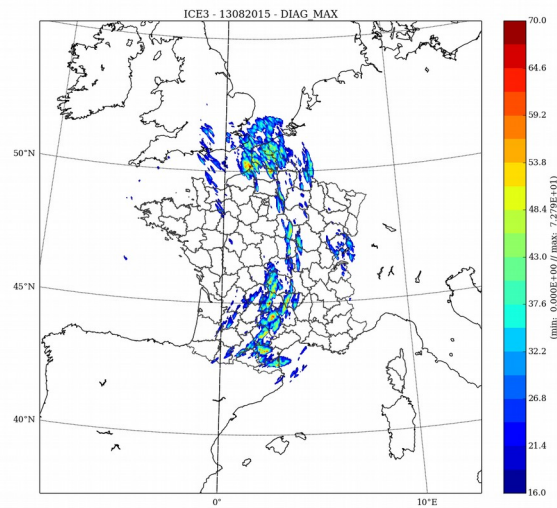 ICE3 - 13082015 - DIAG_MAX
70.0
64.6
59.2
53.8
48.4
43.0
37.6
32.2
26.8
21.4
16.0
50°N
45°N
40°N
0°
10°E
(min: 0.000E+00 // max: 7.279E+01)